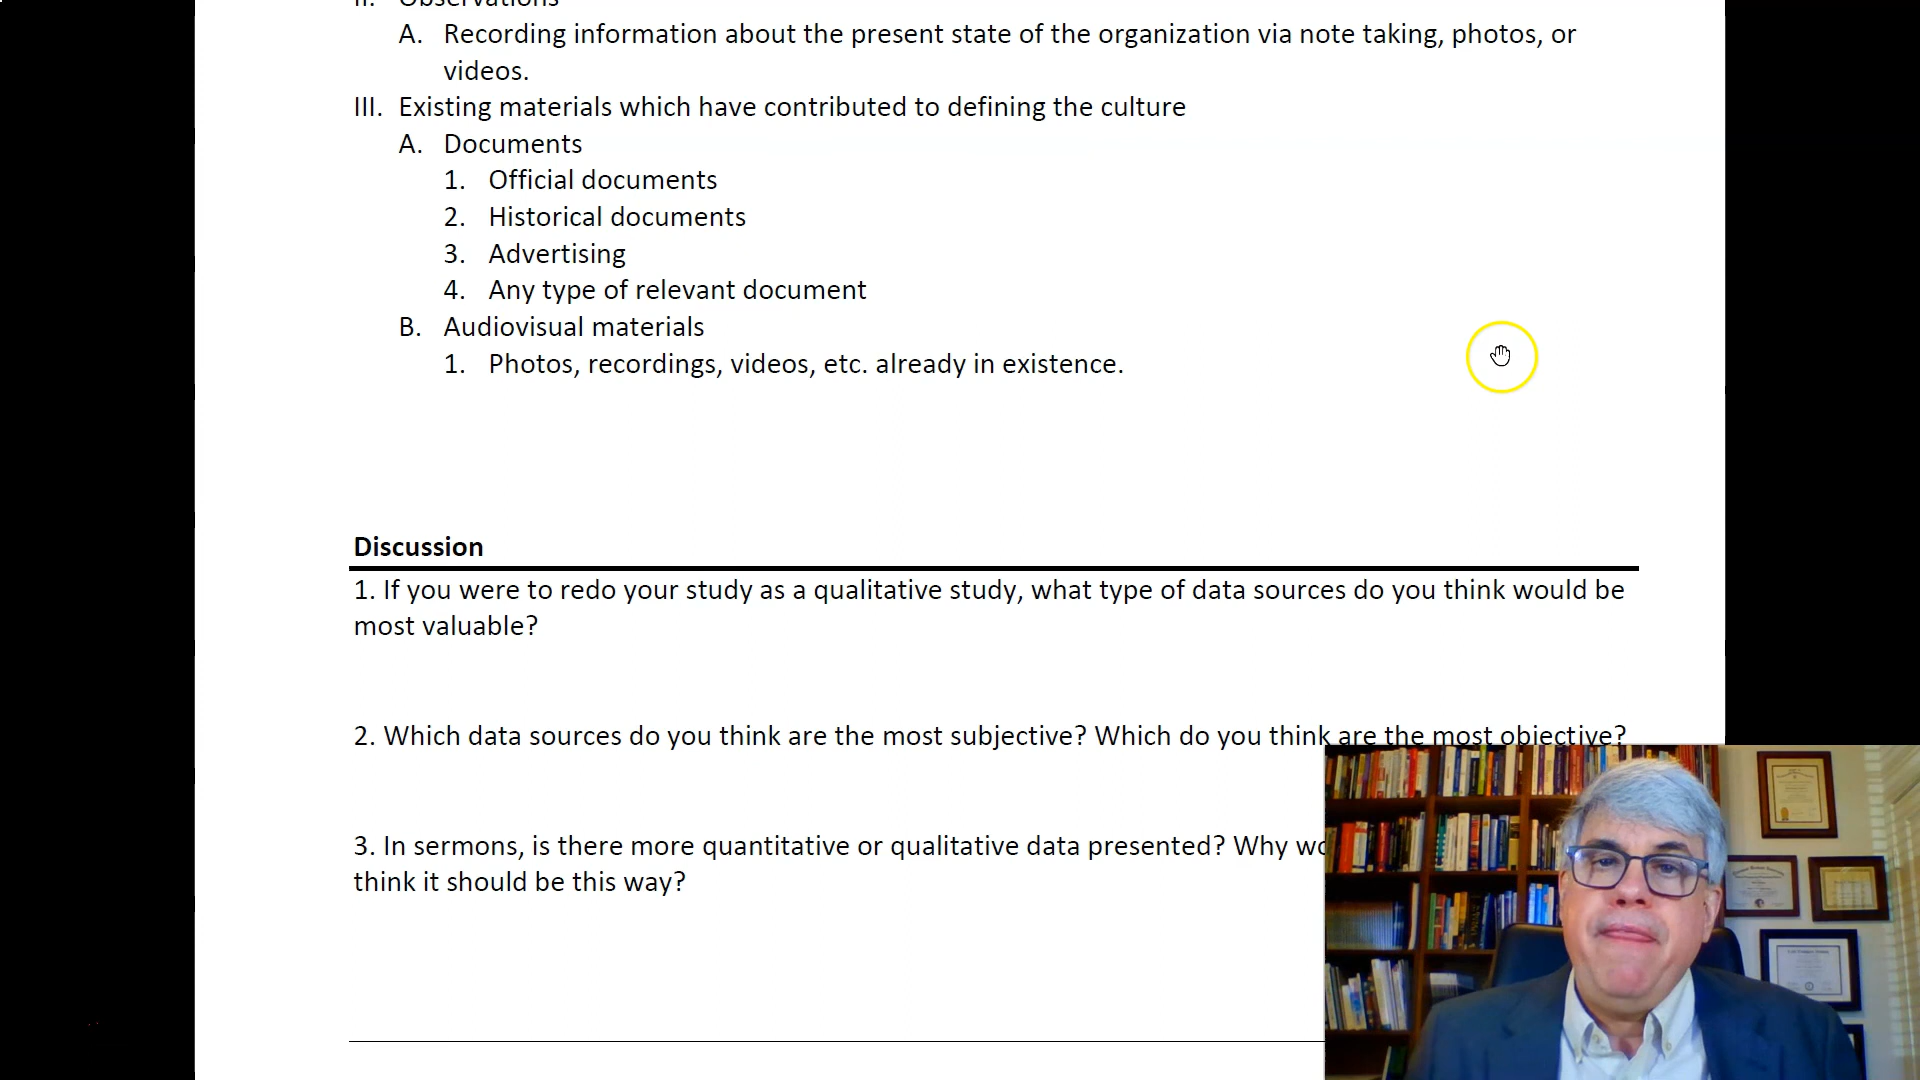 II. Observations
A. Recording information about the present state of the organization via note taking, photos, or
videos.
III. Existing materials which have contributed to defining the culture
A. Documents
1. Official documents
2. Historical documents
3. Advertising
4. Any type of relevant document
B. Audiovisual materials
1. Photos, recordings, videos, etc. already in existence.
Discussion
1. If you were to redo your study as a qualitative study, what type of data sources do you think would be
most valuable?
2. Which data sources do you think are the most subjective? Which do you think are the most objective?
3. In sermons, is there more quantitative or qualitative data presented? Why
think it should be this way?